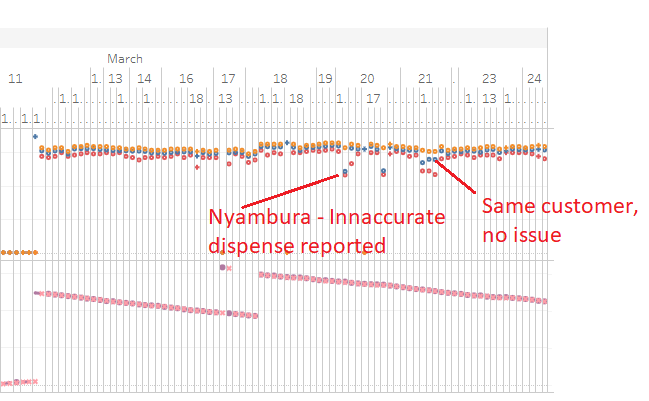 March
11 1. 13 14 16 17 18 19 20 21 . 23 24
.1.1... .1. .1. . . . . 18 . 13 . . .1.18 . . 1. . . 17 . . . . 1. . . .1.13 .1. . .
1. . 1.1
Nyambura - Innaccurate
dispense reported
Same customer,
no issue